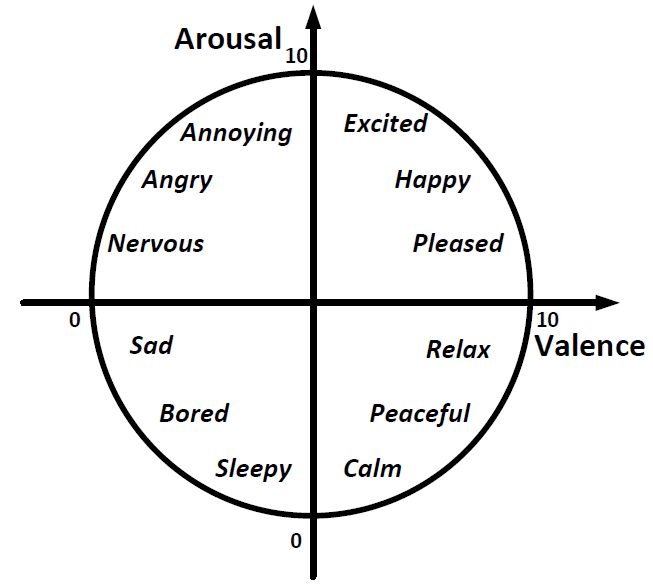 Arousal
10
Annoying
Excited
Angry
Happy
Nervous
Pleased
0
10
Valence
Sad
Relax
Bored
Peaceful
Sleepy
Calm
0